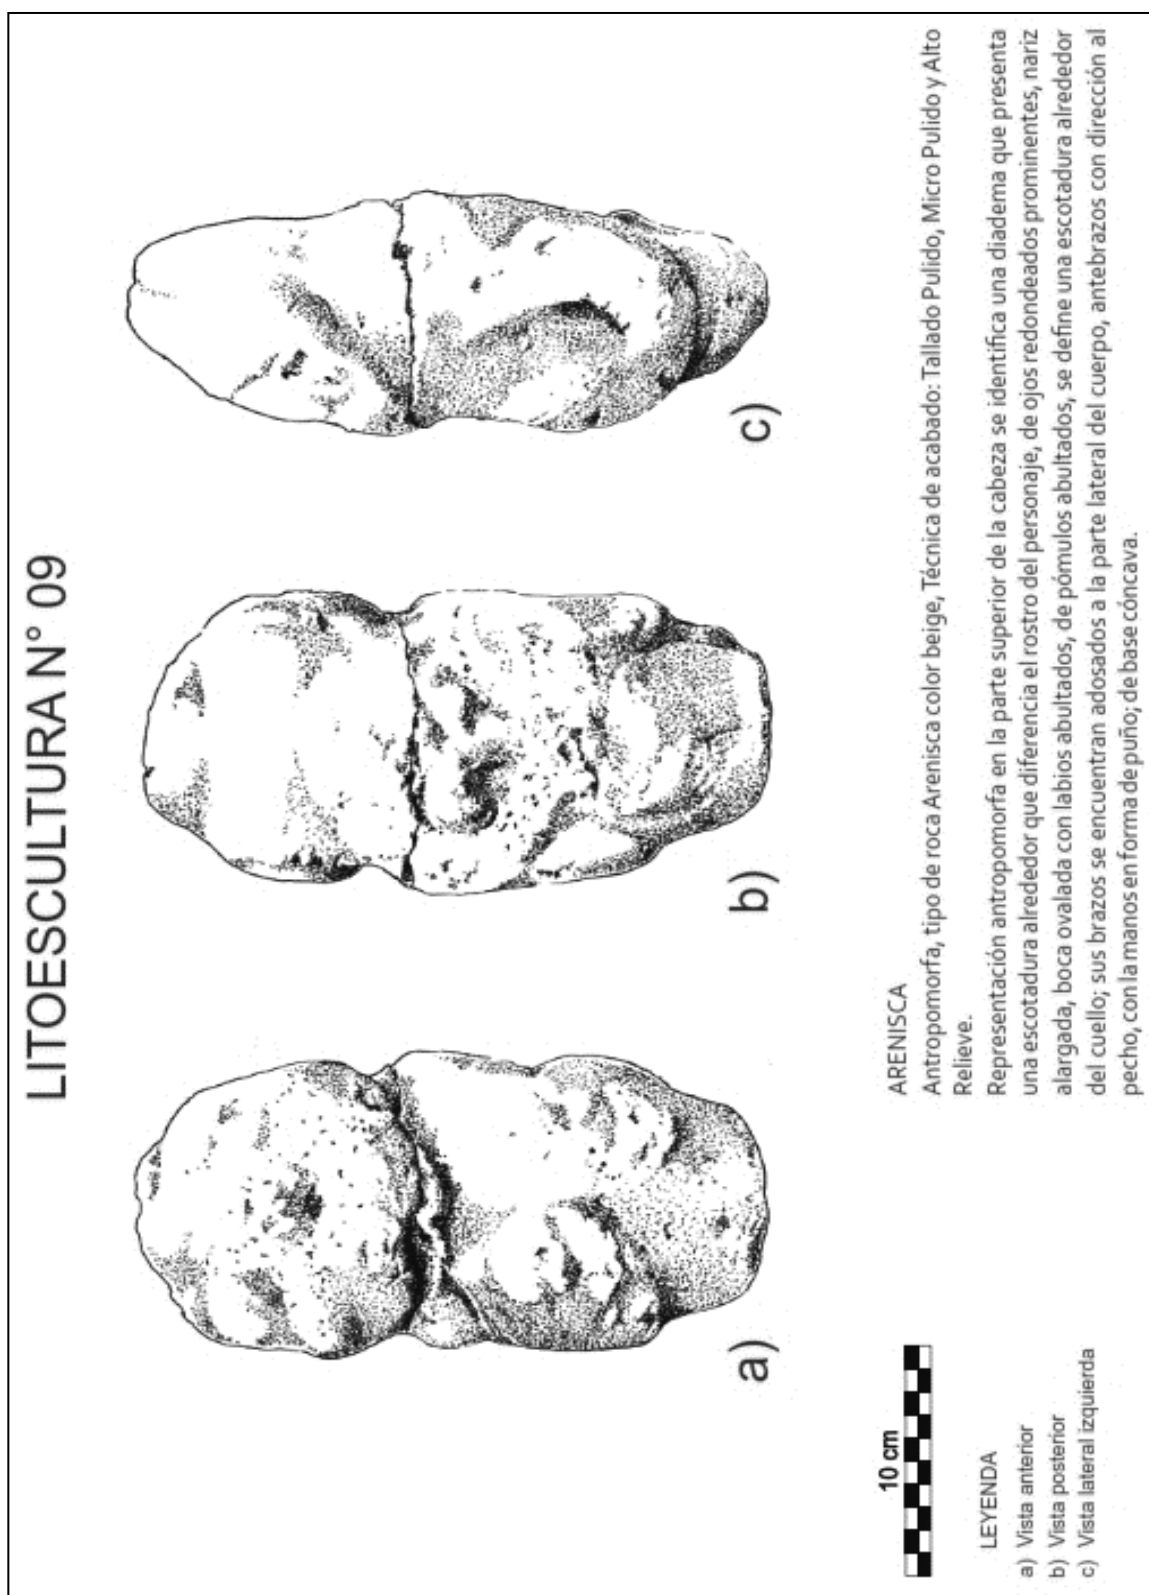 LITOESCULTURA N° 09
a)
b)
c)
10 cm
LEYENDA
a) Vista anterior
b) Vista posterior
c) Vista lateral izquierda
ARENISCA
Antropomorfa, tipo de roca Arenisca color beige, Técnica de acabado: Tallado Pulido, Micro Pulido y Alto
Relieve.
Representación antropomorfa en la parte superior de la cabeza se identifica una diadema que presenta
una escotadura alrededor que diferencia el rostro del personaje, de ojos redondeados prominentes, nariz
alargada, boca ovalada con labios abultados, de pómulos abultados, se define una escotadura alrededor
del cuello; sus brazos se encuentran adosados a la parte lateral del cuerpo, antebrazos con dirección al
pecho, con la manos en forma de puño; de base cóncava.